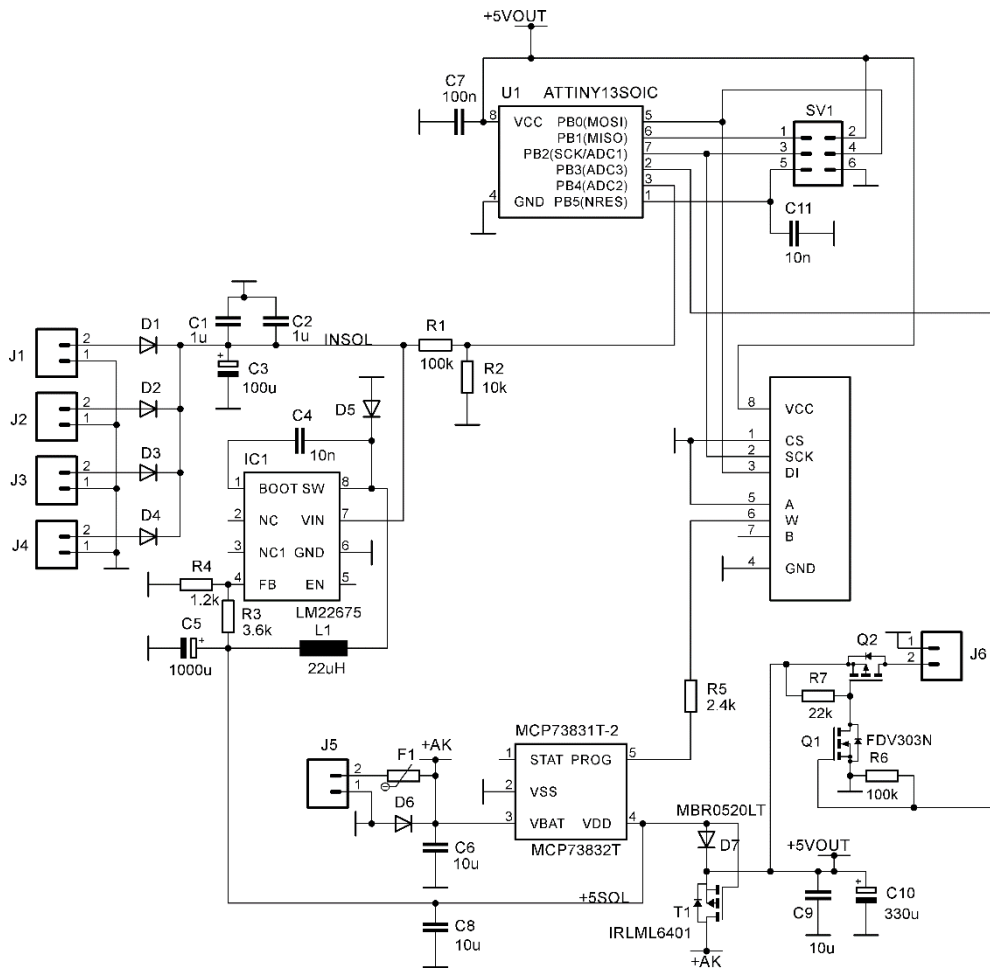 +5VOUT
C7
100n
U1 ATTINY13SOIC
8 VCC PB0(MOSI) 5
PB1(MISO) 6
PB2(SCK/ADC1) 7
PB3(ADC3) 2
PB4(ADC2) 3
4 GND PB5(NRES) 1
SV1
1 2
3 4
5 6
C11
10n
J1
2
1
D1
C1
1u
C2
1u
INSOL
R1
100k
C3
+
100u
R2
10k
J2
2
1
D2
D5
C4
10n
J3
2
1
D3
IC1
1 BOOT SW 8
2 NC VIN 7
3 NC1 GND 6
4 FB EN 5
LM22675
J4
2
1
D4
8 VCC
1 CS
2 SCK
3 DI
5 A
6 W
7 B
4 GND
R4
1.2k
R3
3.6k
C5
+
1000u
L1
22uH
R5
2.4k
Q2
J6
1
2
R7
22k
Q1
FDV303N
R6
100k
J5
2
1
F1
+AK
D6
MCP73831T-2
1 STAT PROG 5
2 VSS
3 VBAT VDD 4
MCP73832T
C6
10u
MBR0520LT
D7
+5VOUT
+5SOL
T1
IRLML6401
C8
10u
C9
10u
+
C10
330u
+AK